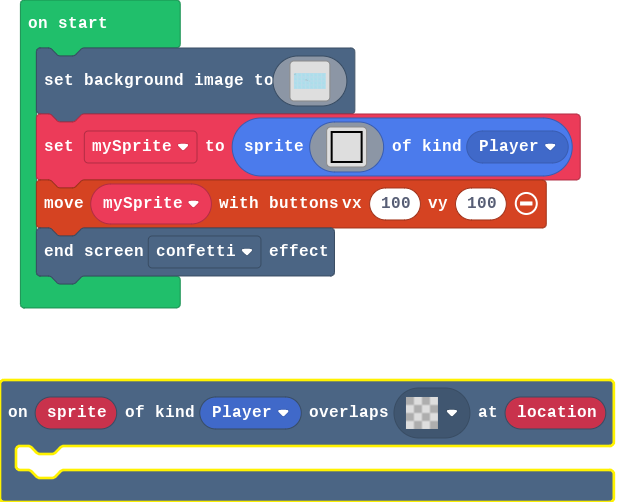 on start
set background image to
set mySprite to sprite of kind Player
move mySprite with buttons vx 100 vy 100
end screen confetti effect
on sprite of kind Player overlaps at location